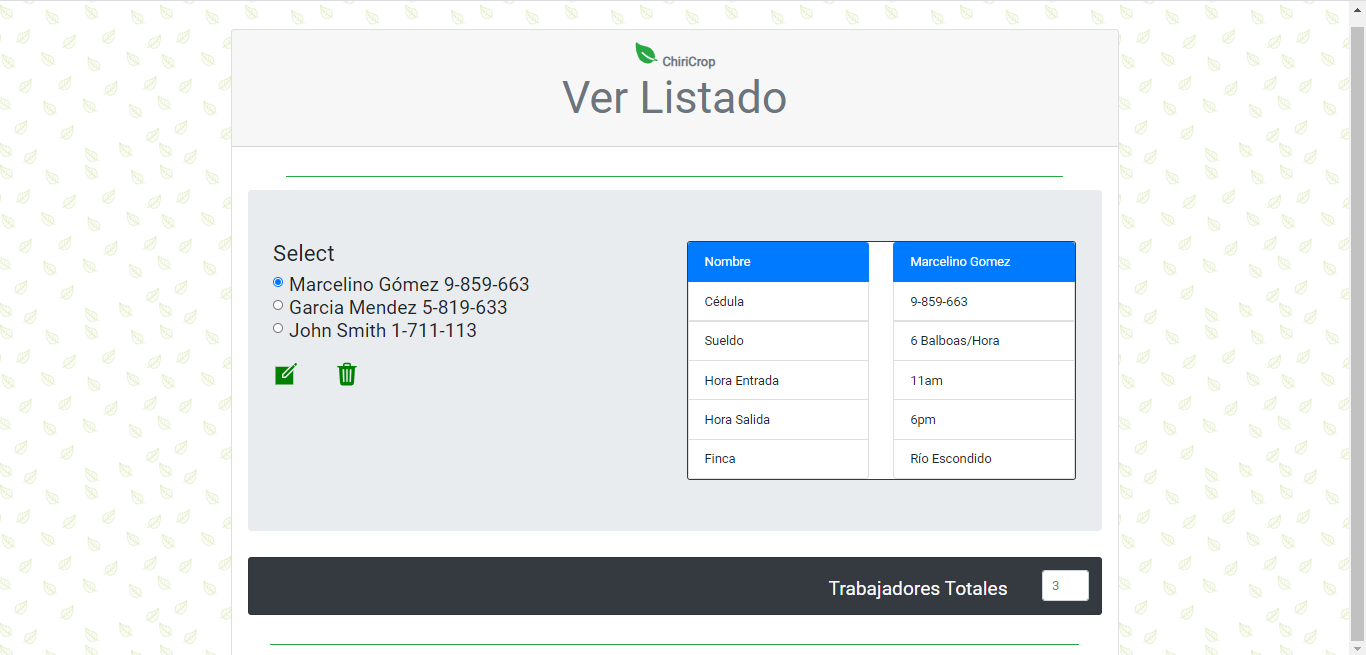 ChiriCrop
Ver Listado
Select
Marcelino Gómez 9-859-663
Garcia Mendez 5-819-633
John Smith 1-711-113
Nombre Marcelino Gomez
Cédula 9-859-663
Sueldo 6 Balboas/Hora
Hora Entrada 11am
Hora Salida 6pm
Finca Río Escondido
Trabajadores Totales 3